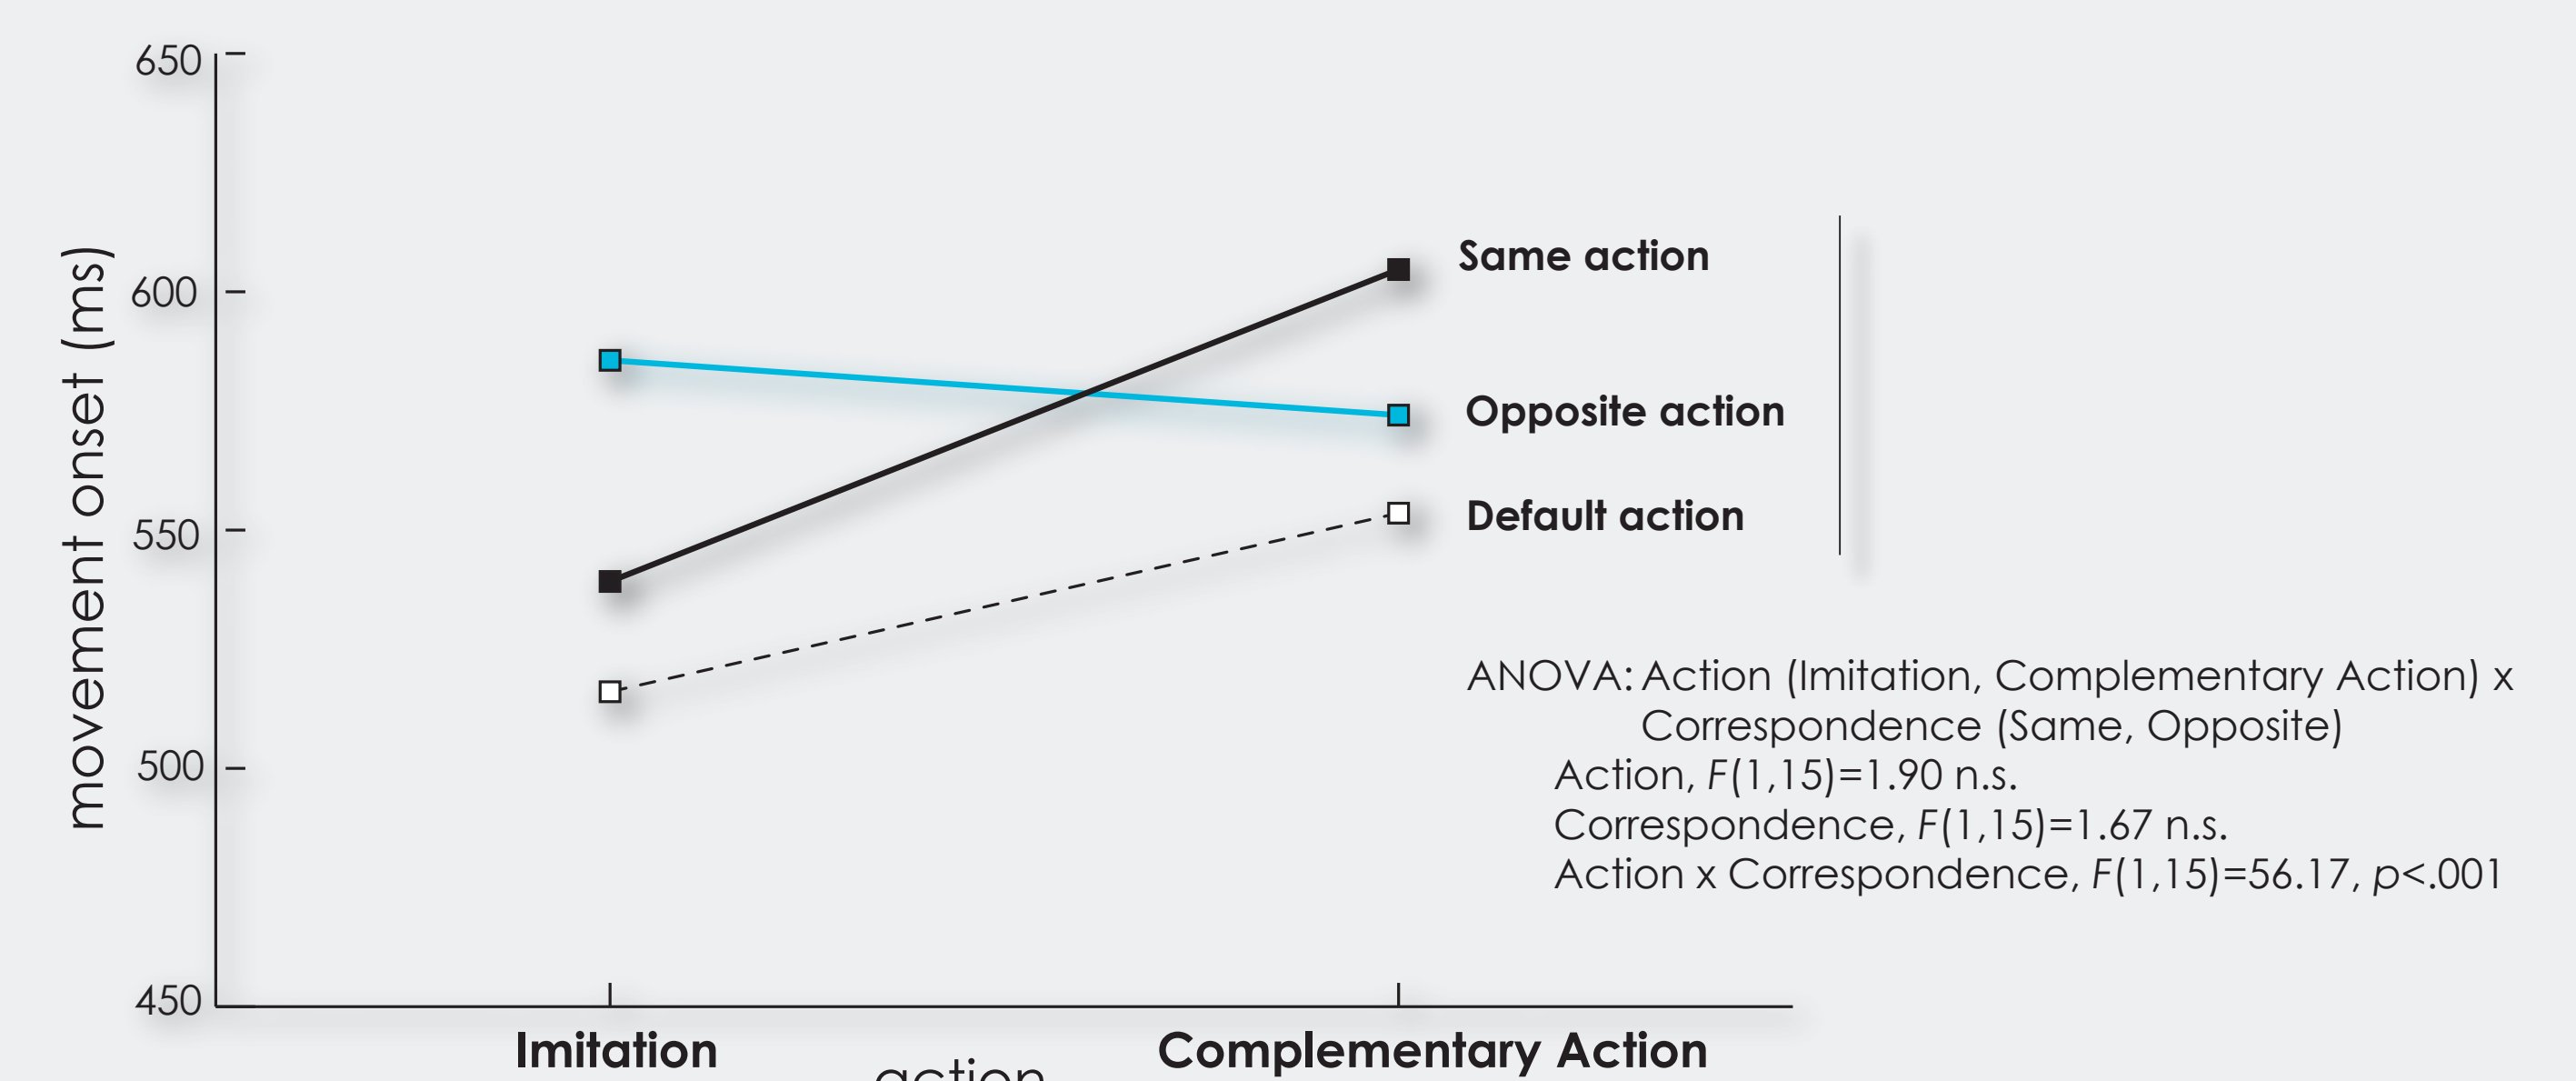 650
600
550
500
450
movement onset (ms)
Same action
Opposite action
Default action
ANOVA: Action (Imitation, Complementary Action) x
Correspondence (Same, Opposite)
Action, F(1,15)=1.90 n.s.
Correspondence, F(1,15)=1.67 n.s.
Action x Correspondence, F(1,15)=56.17, p<.001
Imitation
Complementary Action
action